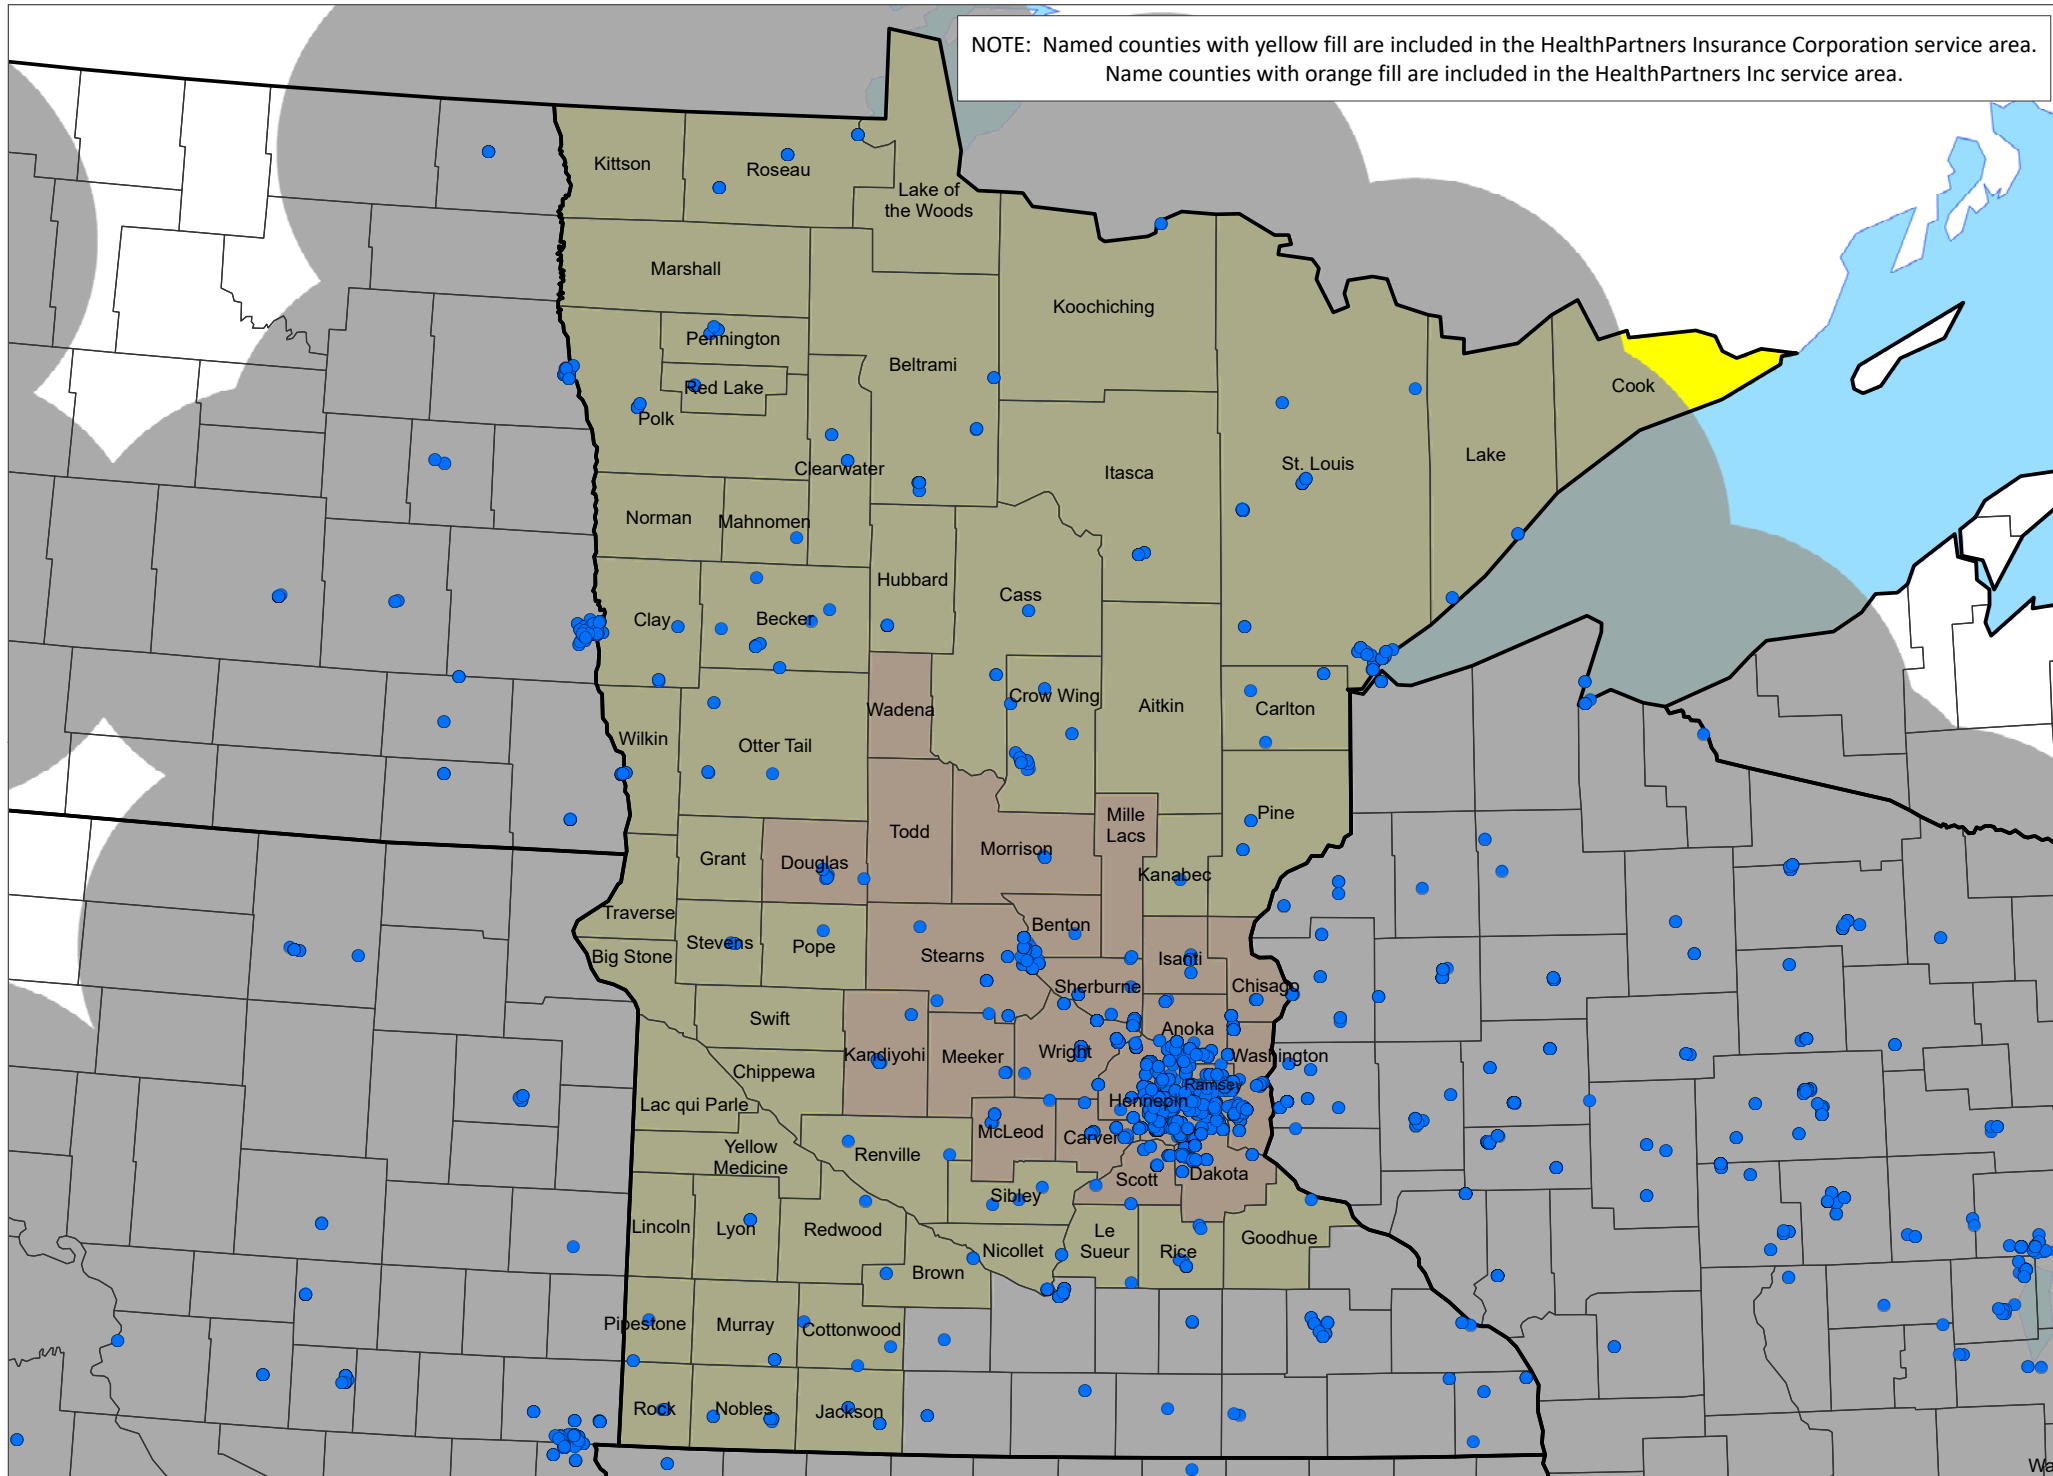 NOTE:  Named counties with yellow fill are included in the HealthPartners Insurance Corporation service area.
Name counties with orange fill are included in the HealthPartners Inc service area.
Kittson
Roseau
Lake of
the Woods
Marshall
Koochiching
Pennington
Beltrami
Red Lake
Cook
Polk
Clearwater
Itasca
St. Louis
Lake
Norman
Mahnomen
Hubbard
Cass
Clay
Becker
Crow Wing
Wadena
Aitkin
Carlton
Wilkin
Otter Tail
Mille
Lacs
Pine
Todd
Morrison
Grant
Douglas
Kanabec
Traverse
Benton
Stevens
Pope
Stearns
Isanti
Big Stone
Sherburne
Chisago
Swift
Anoka
Kandiyohi
Meeker
Wright
Washington
Chippewa
Ramsey
Hennepin
Lac qui Parle
McLeod
Carver
Yellow
Medicine
Renville
Scott
Dakota
Sibley
Lincoln
Lyon
Redwood
Nicollet
Le
Sueur
Rice
Goodhue
Brown
Pipestone
Murray
Cottonwood
Rock
Nobles
Jackson